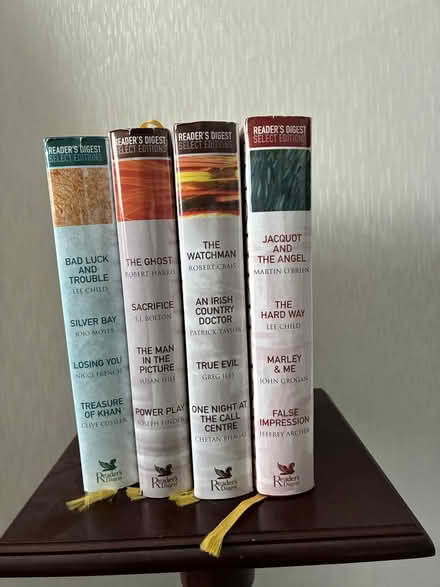 READER'S DIGEST
SELECT EDITIONS
BAD LUCK
AND
TROUBLE
LEE CHILD
SILVER BAY
JOJO MOYES
LOSING YOU
NICCI FRENCH
TREASURE
OF KHAN
CLIVE CUSSLER
Reader's
Digest
READER'S DIGEST
SELECT EDITIONS
THE GHOST
ROBERT HARRIS
SACRIFICE
S.J. BOLTON
THE MAN
IN THE
PICTURE
SUSAN HILL
POWER PLAY
JOSEPH FINDER
Reader's
Digest
READER'S DIGEST
SELECT EDITIONS
THE
WATCHMAN
ROBERT CRAIS
AN IRISH
COUNTRY
DOCTOR
PATRICK TAYLOR
TRUE EVIL
GREG ILES
ONE NIGHT AT
THE CALL
CENTRE
CHETAN BHAGAT
Reader's
Digest
READER'S DIGEST
SELECT EDITIONS
JACQUOT
AND
THE ANGEL
MARTIN O'BRIEN
THE
HARD WAY
LEE CHILD
MARLEY
& ME
JOHN GROGAN
FALSE
IMPRESSION
JEFFREY ARCHER
Reader's
Digest